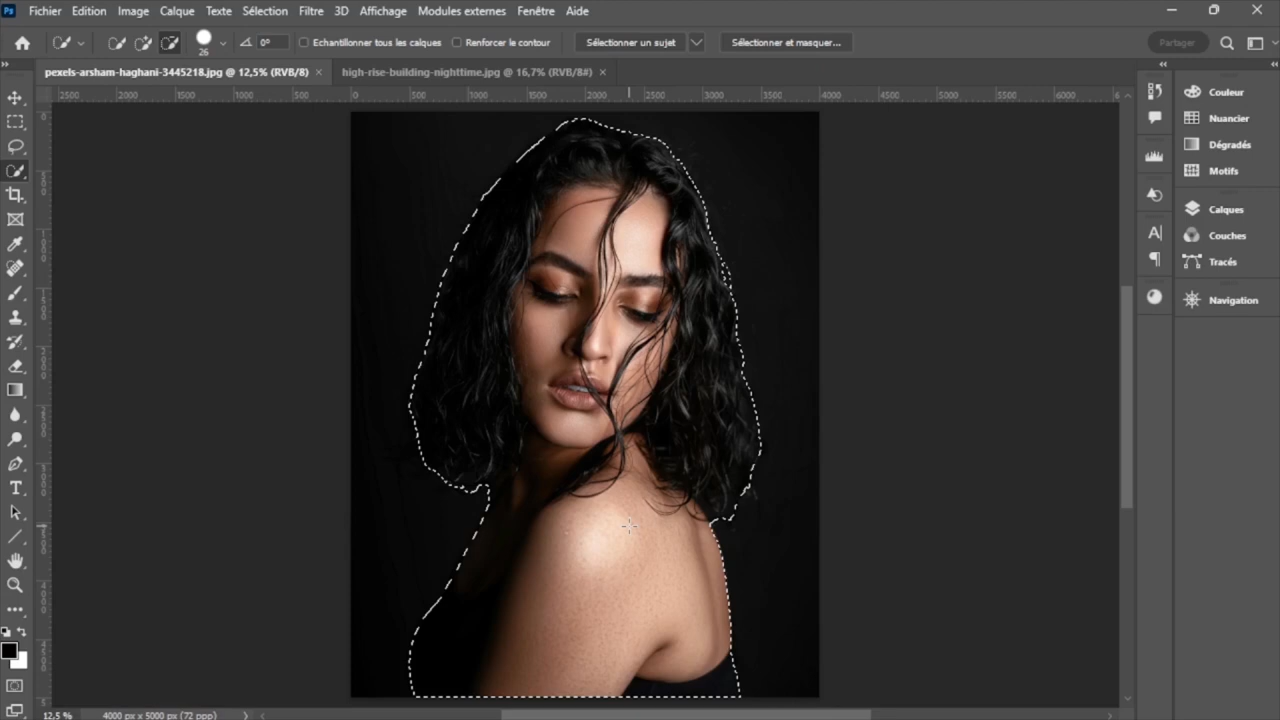 Ps Fichier Edition Image Calque Texte Sélection Filtre 3D Affichage Modules externes Fenêtre Aide
26 0° Echantillonner tous les calques Renforcer le contour Sélectionner un sujet Sélectionner et masquer... Partager
pexels-arsham-haghani-3445218.jpg @ 12,5% (RVB/8) × high-rise-building-nighttime.jpg @ 16,7% (RVB/8#) ×
2500 2000 1500 1000 500 0 500 1000 1500 2000 2500 3000 3500 4000 4500 5000 5500 6
Couleur
Nuancier
Dégradés
Motifs
Calques
Couches
Tracés
Navigation
12,5 % 4000 px x 5000 px (72 ppp)